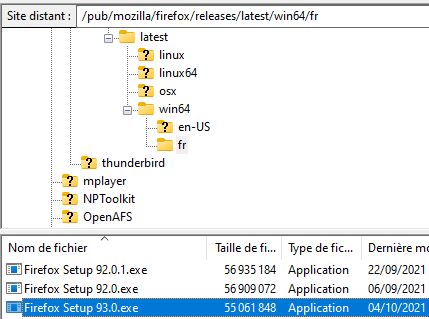 Site distant : /pub/mozilla/firefox/releases/latest/win64/fr
latest
linux
linux64
osx
win64
en-US
fr
thunderbird
mplayer
NPToolkit
OpenAFS
Nom de fichier Taille de fi... Type de fic... Dernière mo
Firefox Setup 92.0.1.exe 56 935 184 Application 22/09/2021
Firefox Setup 92.0.exe 56 909 072 Application 06/09/2021
Firefox Setup 93.0.exe 55 061 848 Application 04/10/2021